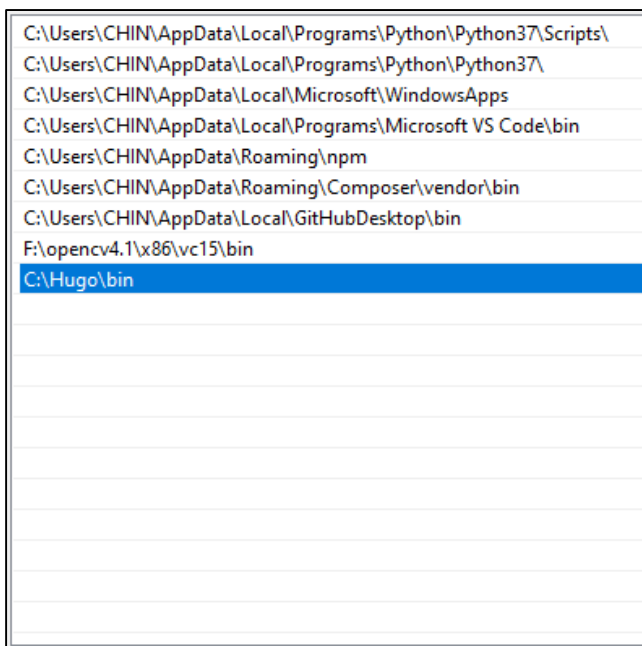 C:\Users\CHIN\AppData\Local\Programs\Python\Python37\Scripts\
C:\Users\CHIN\AppData\Local\Programs\Python\Python37\
C:\Users\CHIN\AppData\Local\Microsoft\WindowsApps
C:\Users\CHIN\AppData\Local\Programs\Microsoft VS Code\bin
C:\Users\CHIN\AppData\Roaming\npm
C:\Users\CHIN\AppData\Roaming\Composer\vendor\bin
C:\Users\CHIN\AppData\Local\GitHubDesktop\bin
F:\opencv4.1\x86\vc15\bin
C:\Hugo\bin